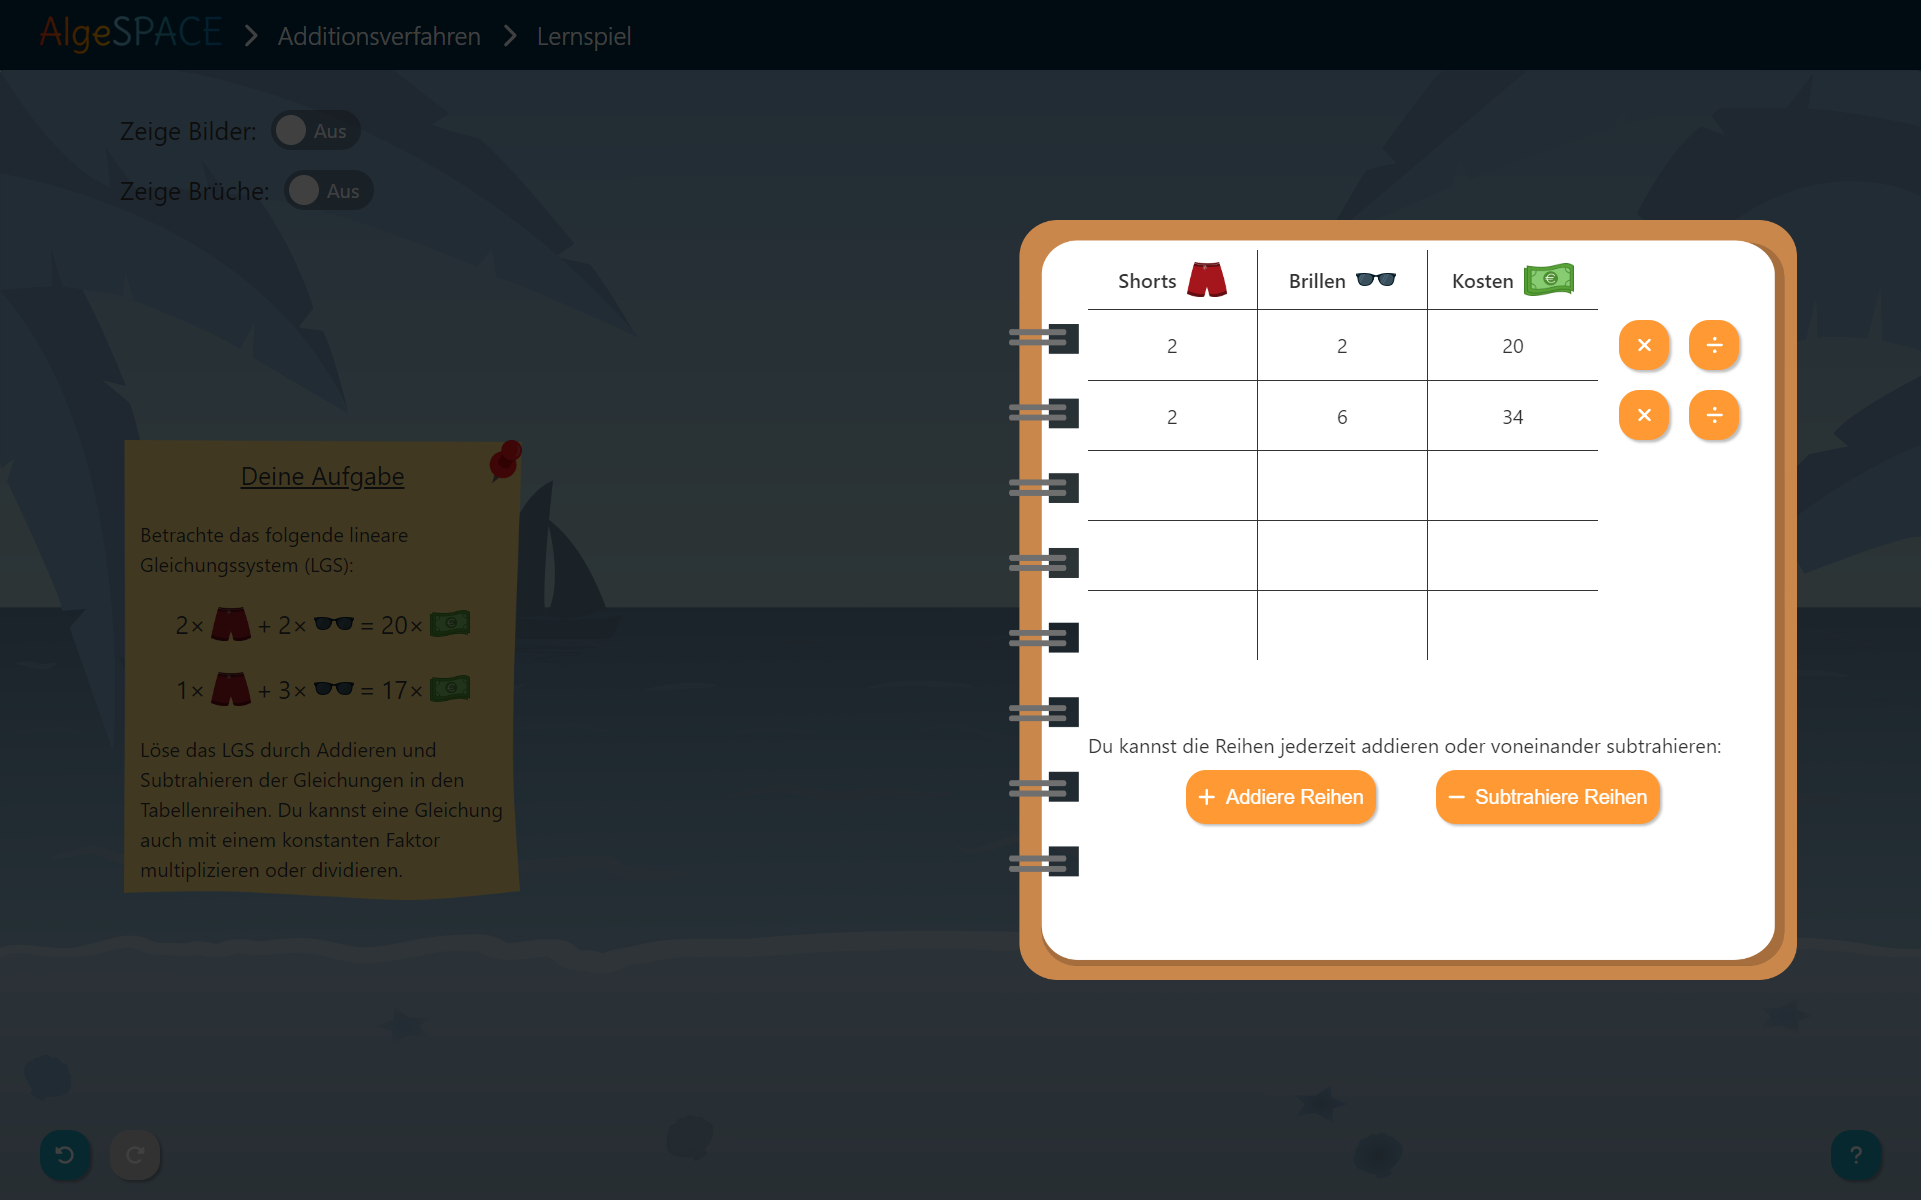 AlgeSPACE > Additionsverfahren > Lernspiel
Zeige Bilder: Aus
Zeige Brüche: Aus
Deine Aufgabe
Betrachte das folgende lineare
Gleichungssystem (LGS):
2× + 2× = 20×
1× + 3× = 17×
Löse das LGS durch Addieren und
Subtrahieren der Gleichungen in den
Tabellenreihen. Du kannst eine Gleichung
auch mit einem konstanten Faktor
multiplizieren oder dividieren.
Shorts Brillen Kosten
2 2 20 × ÷
2 6 34 × ÷
Du kannst die Reihen jederzeit addieren oder voneinander subtrahieren:
+ Addiere Reihen − Subtrahiere Reihen
?